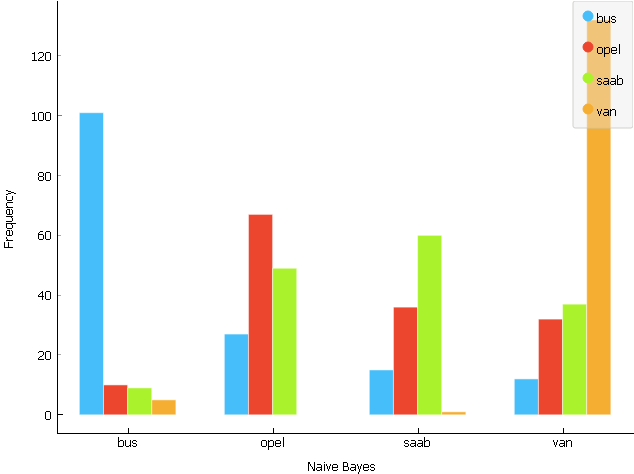 bus
opel
saab
van
120
100
80
60
40
20
0
Frequency
bus opel saab van
Naive Bayes